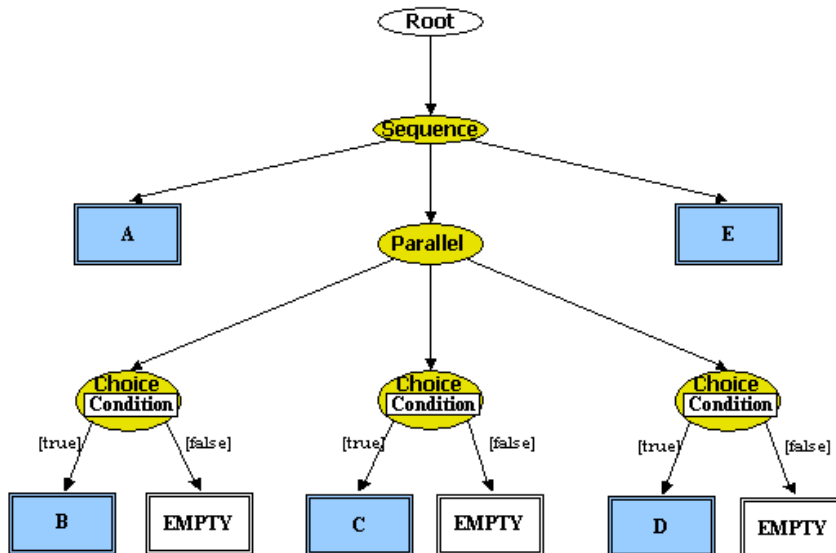 Root
Sequence
A
E
Parallel
Choice
Condition
Choice
Condition
Choice
Condition
[true]
[false]
[true]
[false]
[true]
[false]
B
EMPTY
C
EMPTY
D
EMPTY